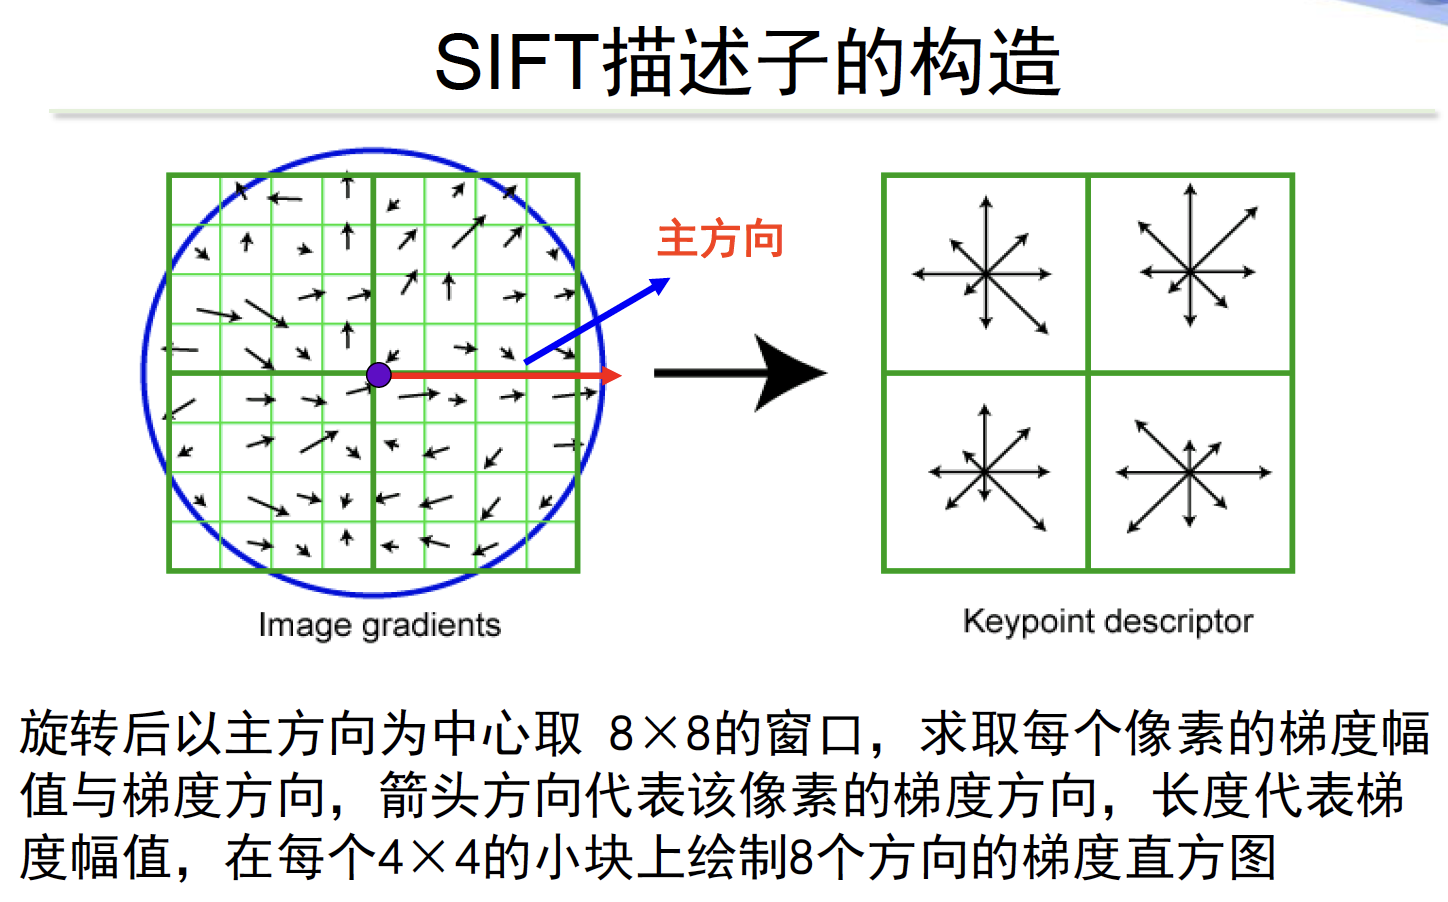 SIFT描述子的构造
主方向
Image gradients
Keypoint descriptor
旋转后以主方向为中心取 8×8的窗口，求取每个像素的梯度幅
值与梯度方向，箭头方向代表该像素的梯度方向，长度代表梯
度幅值，在每个4×4的小块上绘制8个方向的梯度直方图